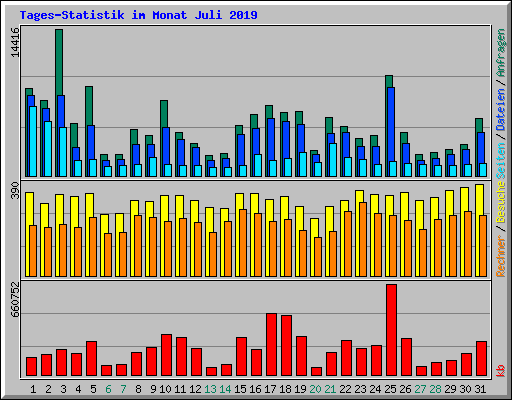 Tages-Statistik im Monat Juli 2019
14416
390
660752
Rechner / Besuche Seiten / Dateien / Anfragen
kb
1 2 3 4 5 6 7 8 9 10 11 12 13 14 15 16 17 18 19 20 21 22 23 24 25 26 27 28 29 30 31